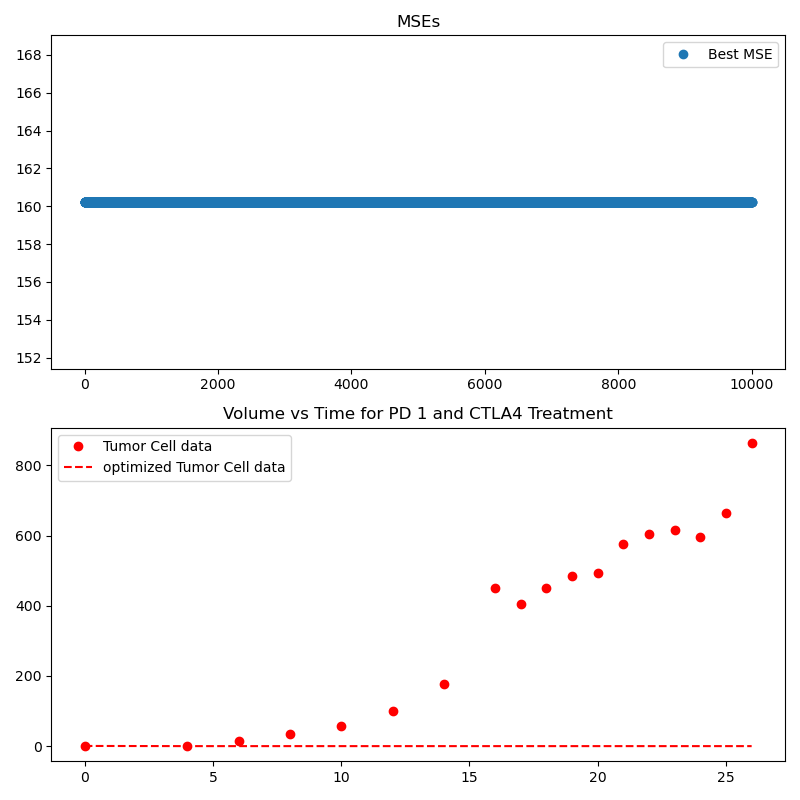 MSEs
168
166
164
162
160
158
156
154
152
Best MSE
0 2000 4000 6000 8000 10000
Volume vs Time for PD 1 and CTLA4 Treatment
800
600
400
200
0
Tumor Cell data
optimized Tumor Cell data
0 5 10 15 20 25